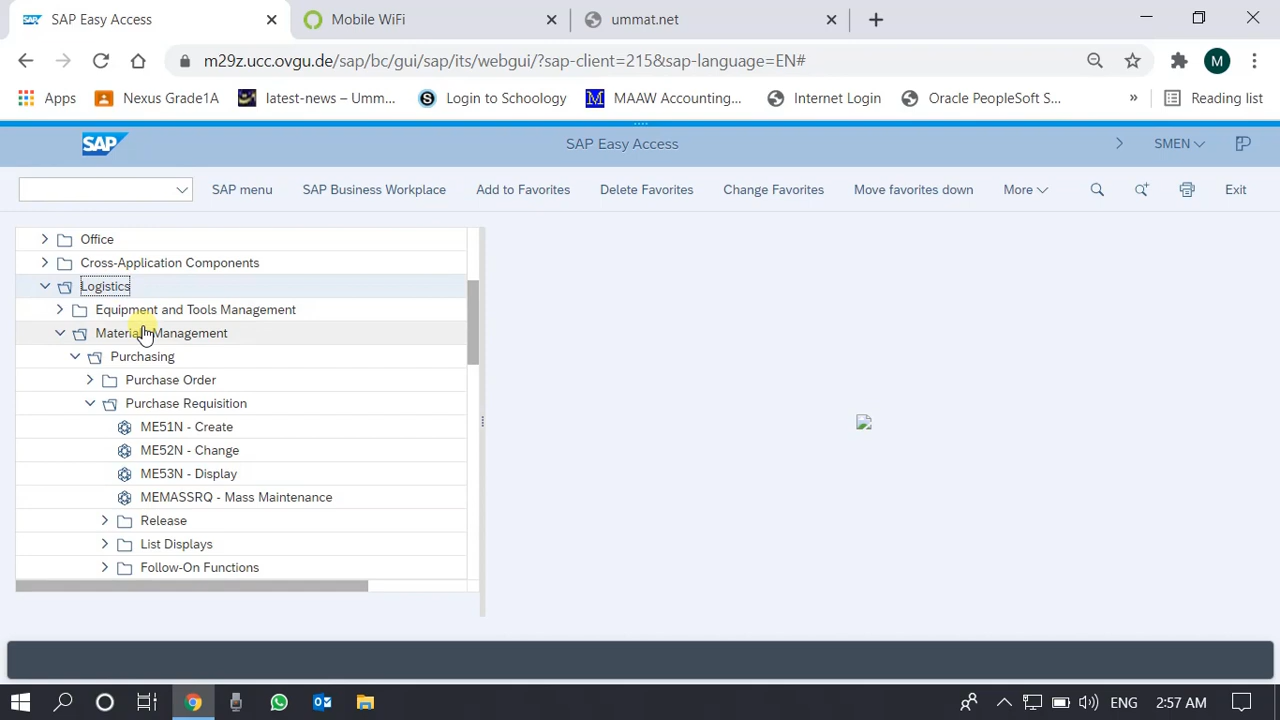 SAP Easy Access
Mobile WiFi
ummat.net
m29z.ucc.ovgu.de/sap/bc/gui/sap/its/webgui/?sap-client=215&sap-language=EN#
M
Apps
Nexus Grade1A
latest-news – Umm...
Login to Schoology
MAAW Accounting...
Internet Login
Oracle PeopleSoft S...
»
Reading list
SAP
SAP Easy Access
SMEN
SAP menu
SAP Business Workplace
Add to Favorites
Delete Favorites
Change Favorites
Move favorites down
More
Exit
Office
Cross-Application Components
Logistics
Equipment and Tools Management
Materials Management
Purchasing
Purchase Order
Purchase Requisition
ME51N - Create
ME52N - Change
ME53N - Display
MEMASSRQ - Mass Maintenance
Release
List Displays
Follow-On Functions
ENG
2:57 AM